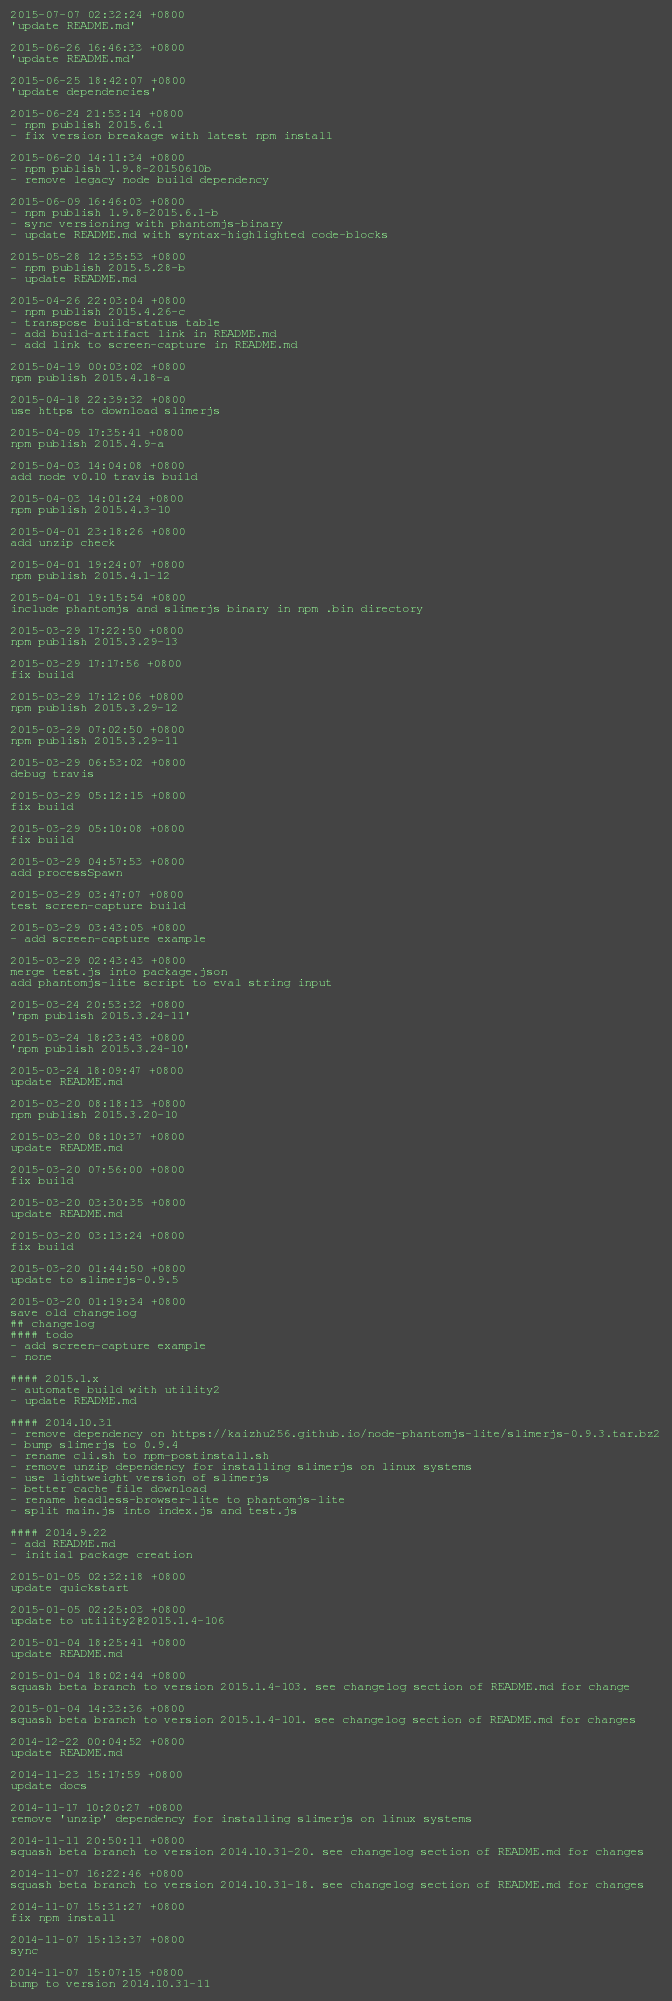 2015-07-07 02:32:24 +0800
'update README.md'

2015-06-26 16:46:33 +0800
'update README.md'

2015-06-25 18:42:07 +0800
'update dependencies'

2015-06-24 21:53:14 +0800
- npm publish 2015.6.1
- fix version breakage with latest npm install

2015-06-20 14:11:34 +0800
- npm publish 1.9.8-20150610b
- remove legacy node build dependency

2015-06-09 16:46:03 +0800
- npm publish 1.9.8-2015.6.1-b
- sync versioning with phantomjs-binary
- update README.md with syntax-highlighted code-blocks

2015-05-28 12:35:53 +0800
- npm publish 2015.5.28-b
- update README.md

2015-04-26 22:03:04 +0800
- npm publish 2015.4.26-c
- transpose build-status table
- add build-artifact link in README.md
- add link to screen-capture in README.md

2015-04-19 00:03:02 +0800
npm publish 2015.4.18-a

2015-04-18 22:39:32 +0800
use https to download slimerjs

2015-04-09 17:35:41 +0800
npm publish 2015.4.9-a

2015-04-03 14:04:08 +0800
add node v0.10 travis build

2015-04-03 14:01:24 +0800
npm publish 2015.4.3-10

2015-04-01 23:18:26 +0800
add unzip check

2015-04-01 19:24:07 +0800
npm publish 2015.4.1-12

2015-04-01 19:15:54 +0800
include phantomjs and slimerjs binary in npm .bin directory

2015-03-29 17:22:50 +0800
npm publish 2015.3.29-13

2015-03-29 17:17:56 +0800
fix build

2015-03-29 17:12:06 +0800
npm publish 2015.3.29-12

2015-03-29 07:02:50 +0800
npm publish 2015.3.29-11

2015-03-29 06:53:02 +0800
debug travis

2015-03-29 05:12:15 +0800
fix build

2015-03-29 05:10:08 +0800
fix build

2015-03-29 04:57:53 +0800
add processSpawn

2015-03-29 03:47:07 +0800
test screen-capture build

2015-03-29 03:43:05 +0800
- add screen-capture example

2015-03-29 02:43:43 +0800
merge test.js into package.json
add phantomjs-lite script to eval string input

2015-03-24 20:53:32 +0800
'npm publish 2015.3.24-11'

2015-03-24 18:23:43 +0800
'npm publish 2015.3.24-10'

2015-03-24 18:09:47 +0800
update README.md

2015-03-20 08:18:13 +0800
npm publish 2015.3.20-10

2015-03-20 08:10:37 +0800
update README.md

2015-03-20 07:56:00 +0800
fix build

2015-03-20 03:30:35 +0800
update README.md

2015-03-20 03:13:24 +0800
fix build

2015-03-20 01:44:50 +0800
update to slimerjs-0.9.5

2015-03-20 01:19:34 +0800
save old changelog
## changelog
#### todo
- add screen-capture example
- none

#### 2015.1.x
- automate build with utility2
- update README.md

#### 2014.10.31
- remove dependency on https://kaizhu256.github.io/node-phantomjs-lite/slimerjs-0.9.3.tar.bz2
- bump slimerjs to 0.9.4
- rename cli.sh to npm-postinstall.sh
- remove unzip dependency for installing slimerjs on linux systems
- use lightweight version of slimerjs
- better cache file download
- rename headless-browser-lite to phantomjs-lite
- split main.js into index.js and test.js

#### 2014.9.22
- add README.md
- initial package creation

2015-01-05 02:32:18 +0800
update quickstart

2015-01-05 02:25:03 +0800
update to utility2@2015.1.4-106

2015-01-04 18:25:41 +0800
update README.md

2015-01-04 18:02:44 +0800
squash beta branch to version 2015.1.4-103. see changelog section of README.md for change

2015-01-04 14:33:36 +0800
squash beta branch to version 2015.1.4-101. see changelog section of README.md for changes

2014-12-22 00:04:52 +0800
update README.md

2014-11-23 15:17:59 +0800
update docs

2014-11-17 10:20:27 +0800
remove 'unzip' dependency for installing slimerjs on linux systems

2014-11-11 20:50:11 +0800
squash beta branch to version 2014.10.31-20. see changelog section of README.md for changes

2014-11-07 16:22:46 +0800
squash beta branch to version 2014.10.31-18. see changelog section of README.md for changes

2014-11-07 15:31:27 +0800
fix npm install

2014-11-07 15:13:37 +0800
sync

2014-11-07 15:07:15 +0800
bump to version 2014.10.31-11